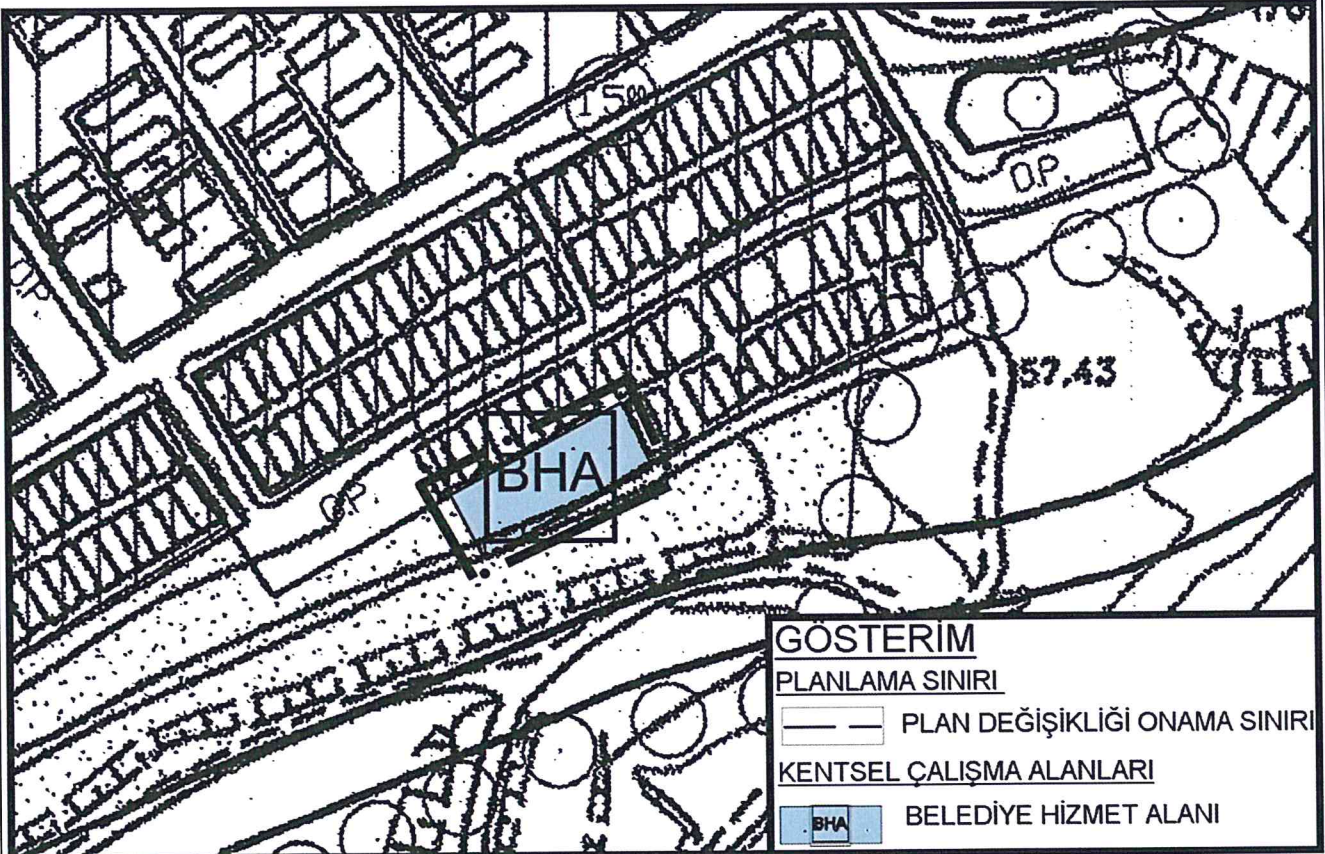 15⁰⁰
O.P.
O.P.
57,43
BHA
O.P.
GÖSTERİM
PLANLAMA SINIRI
PLAN DEĞİŞİKLİĞİ ONAMA SINIRI
KENTSEL ÇALIŞMA ALANLARI
BHA BELEDİYE HİZMET ALANI